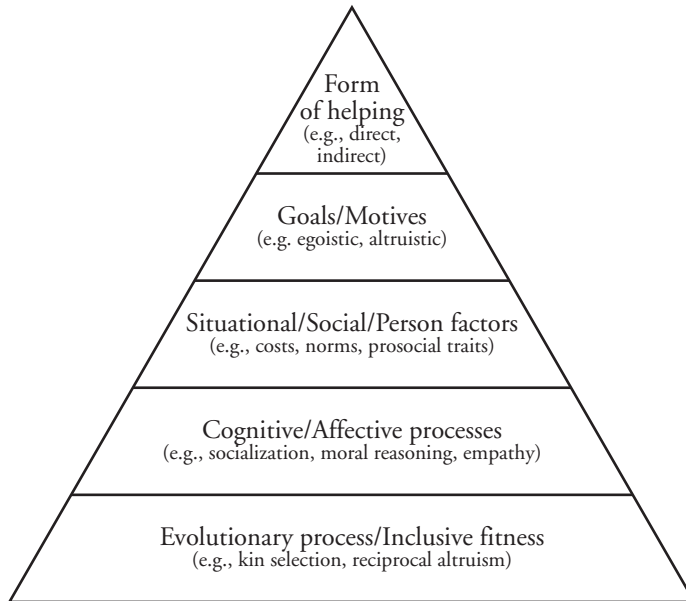 Form
of helping
(e.g., direct,
indirect)
Goals/Motives
(e.g. egoistic, altruistic)
Situational/Social/Person factors
(e.g., costs, norms, prosocial traits)
Cognitive/Affective processes
(e.g., socialization, moral reasoning, empathy)
Evolutionary process/Inclusive fitness
(e.g., kin selection, reciprocal altruism)